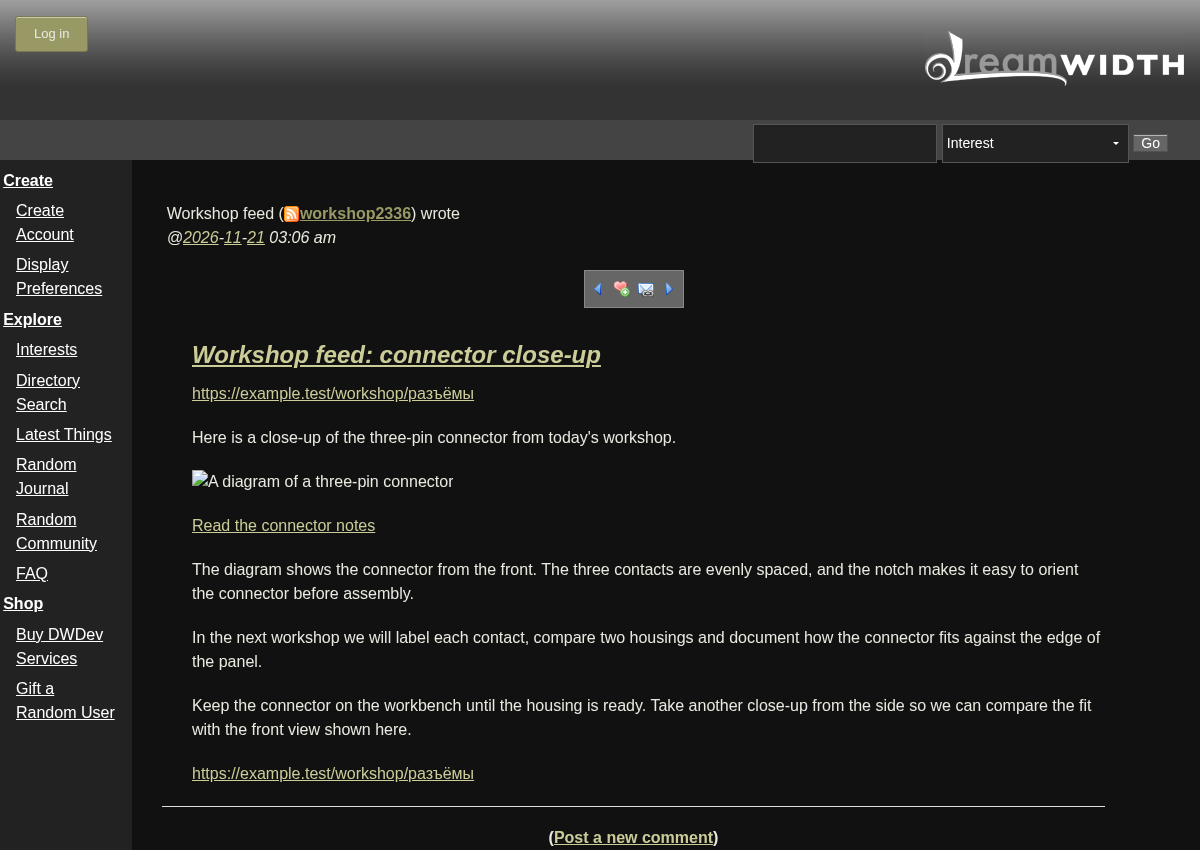 Log in
dreamwidth
Interest
Go
Create
Create
Account
Display
Preferences
Explore
Interests
Directory
Search
Latest Things
Random
Journal
Random
Community
FAQ
Shop
Buy DWDev
Services
Gift a
Random User
Workshop feed (workshop2336) wrote
@2026-11-21 03:06 am
Workshop feed: connector close-up
https://example.test/workshop/разъёмы
Here is a close-up of the three-pin connector from today's workshop.
A diagram of a three-pin connector
Read the connector notes
The diagram shows the connector from the front. The three contacts are evenly spaced, and the notch makes it easy to orient
the connector before assembly.
In the next workshop we will label each contact, compare two housings and document how the connector fits against the edge of
the panel.
Keep the connector on the workbench until the housing is ready. Take another close-up from the side so we can compare the fit
with the front view shown here.
https://example.test/workshop/разъёмы
(Post a new comment)